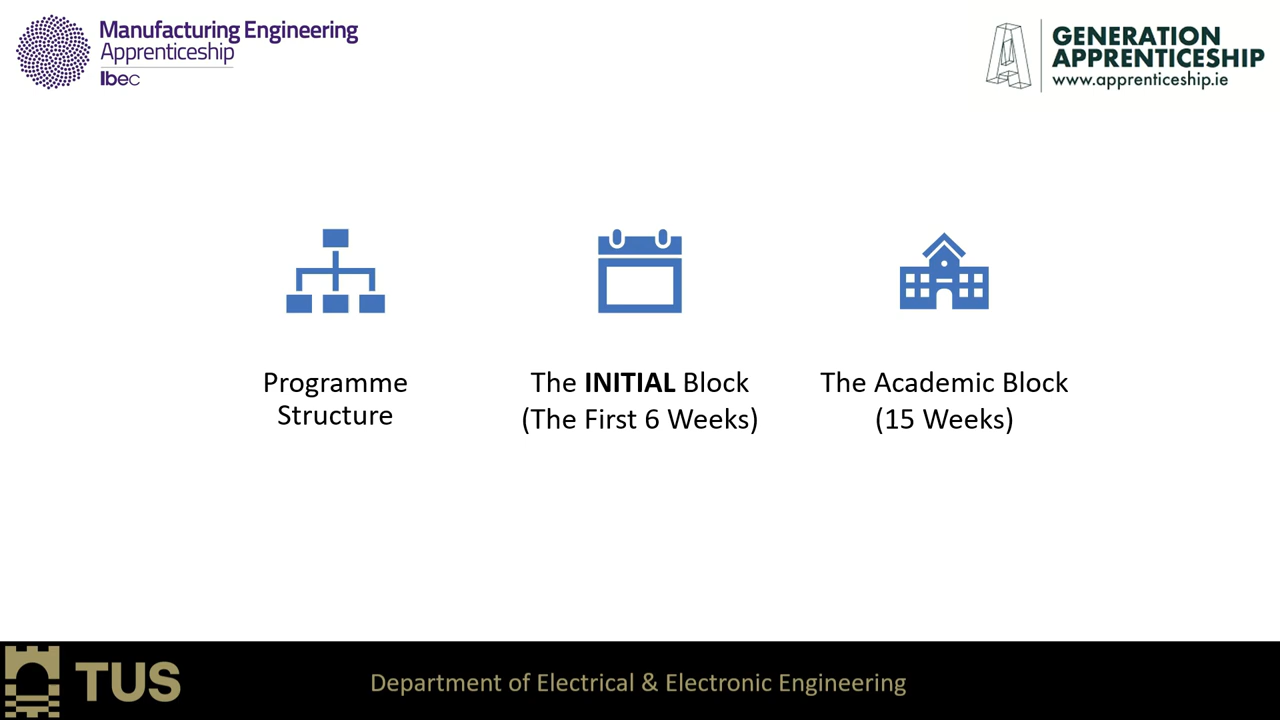 Manufacturing Engineering
Apprenticeship
Ibec
GENERATION
APPRENTICESHIP
www.apprenticeship.ie
Programme
Structure
The INITIAL Block
(The First 6 Weeks)
The Academic Block
(15 Weeks)
TUS
Department of Electrical & Electronic Engineering